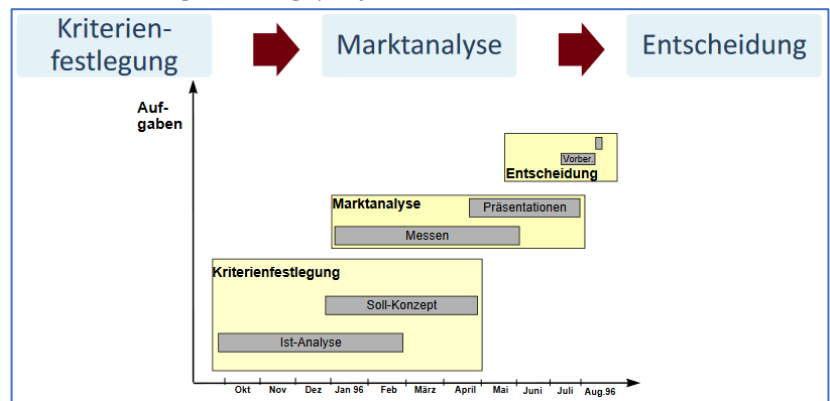 Kriterien-
festlegung
Marktanalyse
Entscheidung
Auf-
gaben
Vorber.
Entscheidung
Marktanalyse
Präsentationen
Messen
Kriterienfestlegung
Soll-Konzept
Ist-Analyse
Okt Nov Dez Jan 96 Feb März April Mai Juni Juli Aug.96